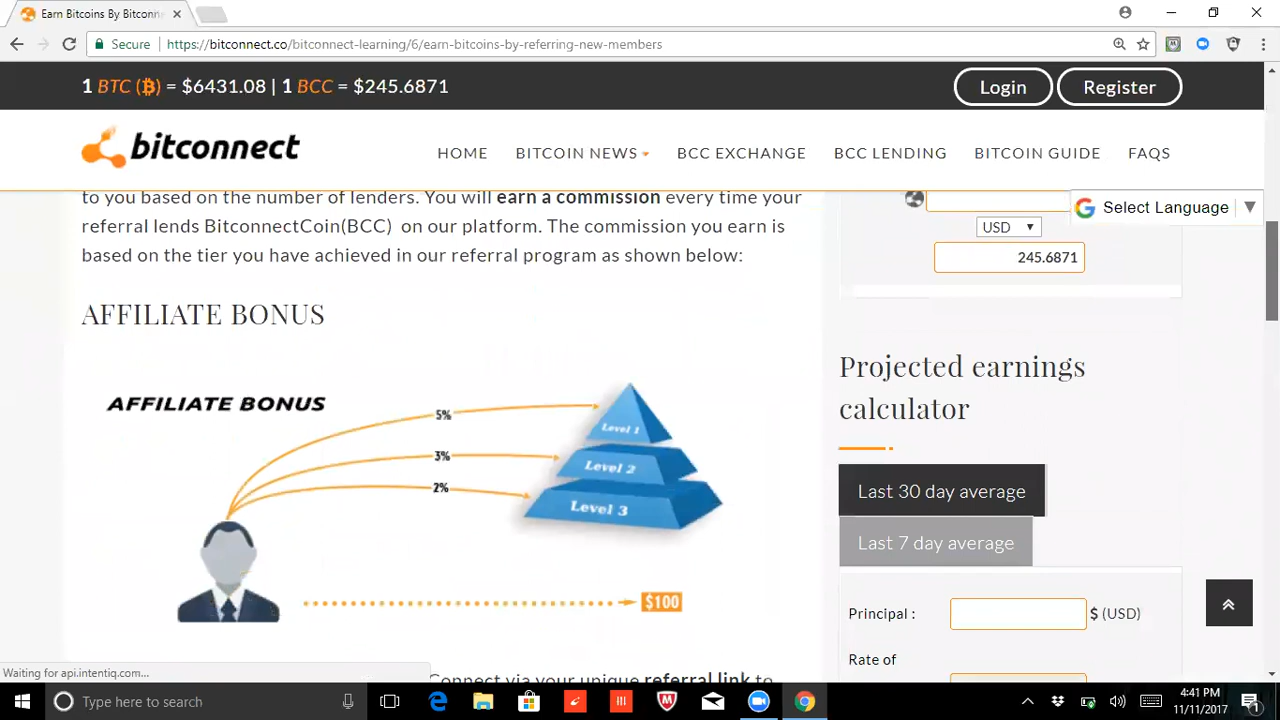 Earn Bitcoins By Bitconn
Secure
https://bitconnect.co/bitconnect-learning/6/earn-bitcoins-by-referring-new-members
1 BTC (₿) = $6431.08 | 1 BCC = $245.6871
Login
Register
bitconnect
HOME
BITCOIN NEWS
BCC EXCHANGE
BCC LENDING
BITCOIN GUIDE
FAQS
Select Language
to you based on the number of lenders. You will earn a commission every time your
referral lends BitconnectCoin(BCC) on our platform. The commission you earn is
based on the tier you have achieved in our referral program as shown below:
USD
245.6871
AFFILIATE BONUS
AFFILIATE BONUS
5%
3%
2%
Level 1
Level 2
Level 3
$100
Projected earnings
calculator
Last 30 day average
Last 7 day average
Principal :
$ (USD)
Rate of
Connect via your unique referral link to
Waiting for api.intentiq.com...
Type here to search
4:41 PM
11/11/2017